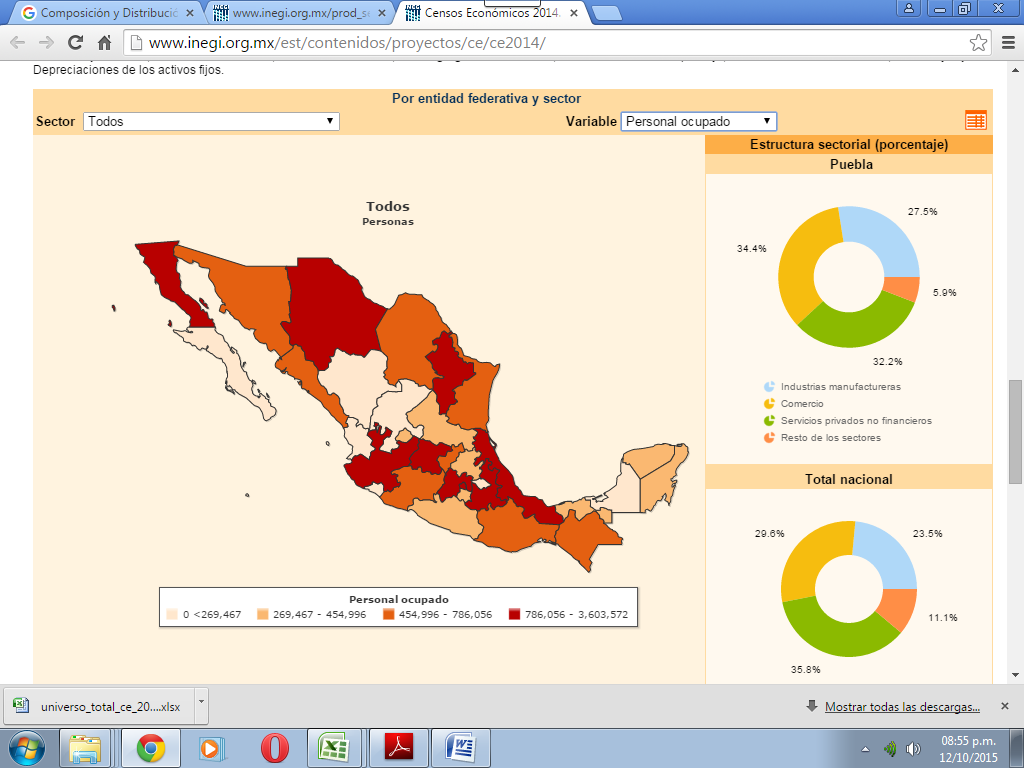 Composición y Distribució
www.inegi.org.mx/prod_se
Censos Económicos 2014.
www.inegi.org.mx/est/contenidos/proyectos/ce/ce2014/
Depreciaciones de los activos fijos.
Por entidad federativa y sector
Sector Todos Variable Personal ocupado
Estructura sectorial (porcentaje)
Puebla
27.5%
34.4%
5.9%
32.2%
Industrias manufactureras
Comercio
Servicios privados no financieros
Resto de los sectores
Todos
Personas
Personal ocupado
0 <269,467 269,467 - 454,996 454,996 - 786,056 786,056 - 3,603,572
Total nacional
29.6% 23.5%
11.1%
35.8%
universo_total_ce_20....xlsx
Mostrar todas las descargas...
08:55 p.m.
12/10/2015